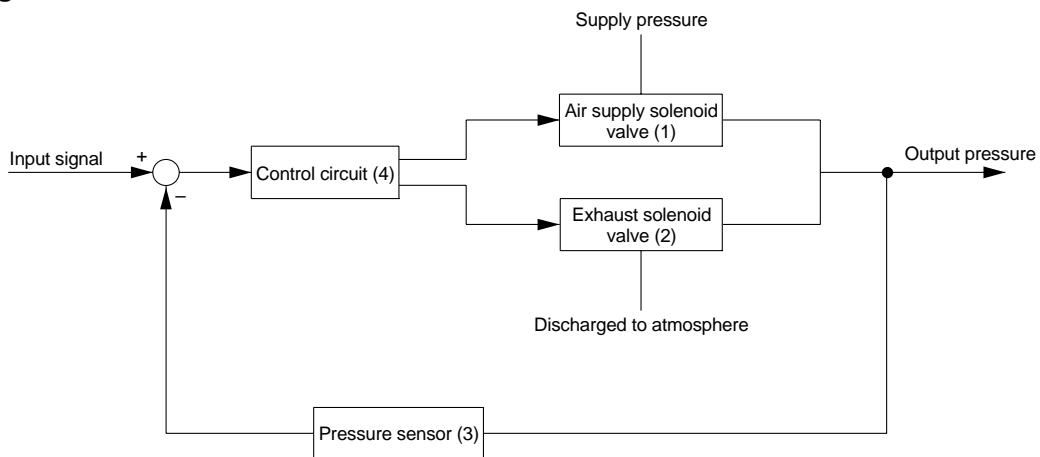 Supply pressure
Air supply solenoid
valve (1)
Input signal
+
−
Control circuit (4)
Output pressure
Exhaust solenoid
valve (2)
Discharged to atmosphere
Pressure sensor (3)